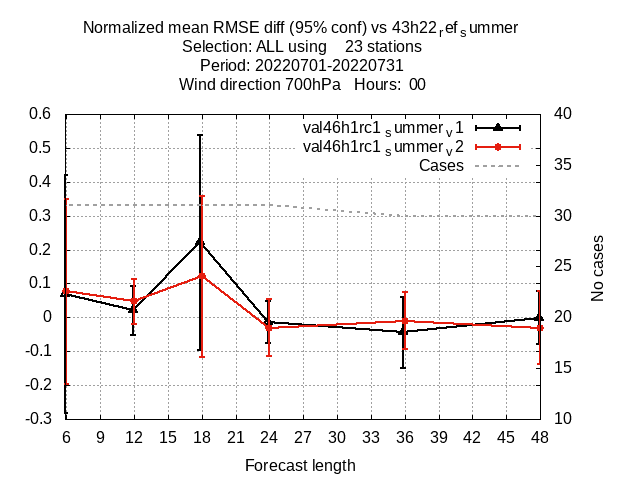 Normalized mean RMSE diff (95% conf) vs 43h22_ref_summer
Selection: ALL using 23 stations
Period: 20220701-20220731
Wind direction 700hPa Hours: 00
val46h1rc1_summer_v1
val46h1rc1_summer_v2
Cases
0.6
0.5
0.4
0.3
0.2
0.1
0
-0.1
-0.2
-0.3
40
35
30
25
20
15
10
No cases
6 9 12 15 18 21 24 27 30 33 36 39 42 45 48
Forecast length